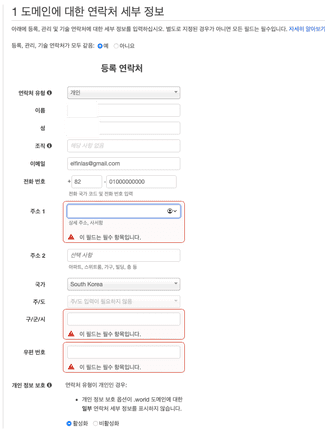 1 도메인에 대한 연락처 세부 정보
아래에 등록, 관리 및 기술 연락처에 대한 세부 정보를 입력하십시오. 별도로 지정된 경우가 아니면 모든 필드는 필수입니다. 자세히 알아보기
등록, 관리, 기술 연락처가 모두 같음: 예 아니요
등록 연락처
연락처 유형 개인
이름
성
조직 해당 사항 없음
이메일 elfinias@gmail.com
전화 번호 + 82 - 01000000000
전화 국가 코드 및 전화 번호 입력
주소 1
상세 주소, 사서함
이 필드는 필수 항목입니다.
주소 2 선택 사항
아파트, 스위트룸, 가구, 빌딩, 층 등
국가 South Korea
주/도 주/도 입력이 필요하지 않음
구/군/시
이 필드는 필수 항목입니다.
우편 번호
이 필드는 필수 항목입니다.
개인 정보 보호 연락처 유형이 개인인 경우:
• 개인 정보 보호 옵션이 .world 도메인에 대한
일부 연락처 세부 정보를 표시하지 않습니다.
활성화 비활성화